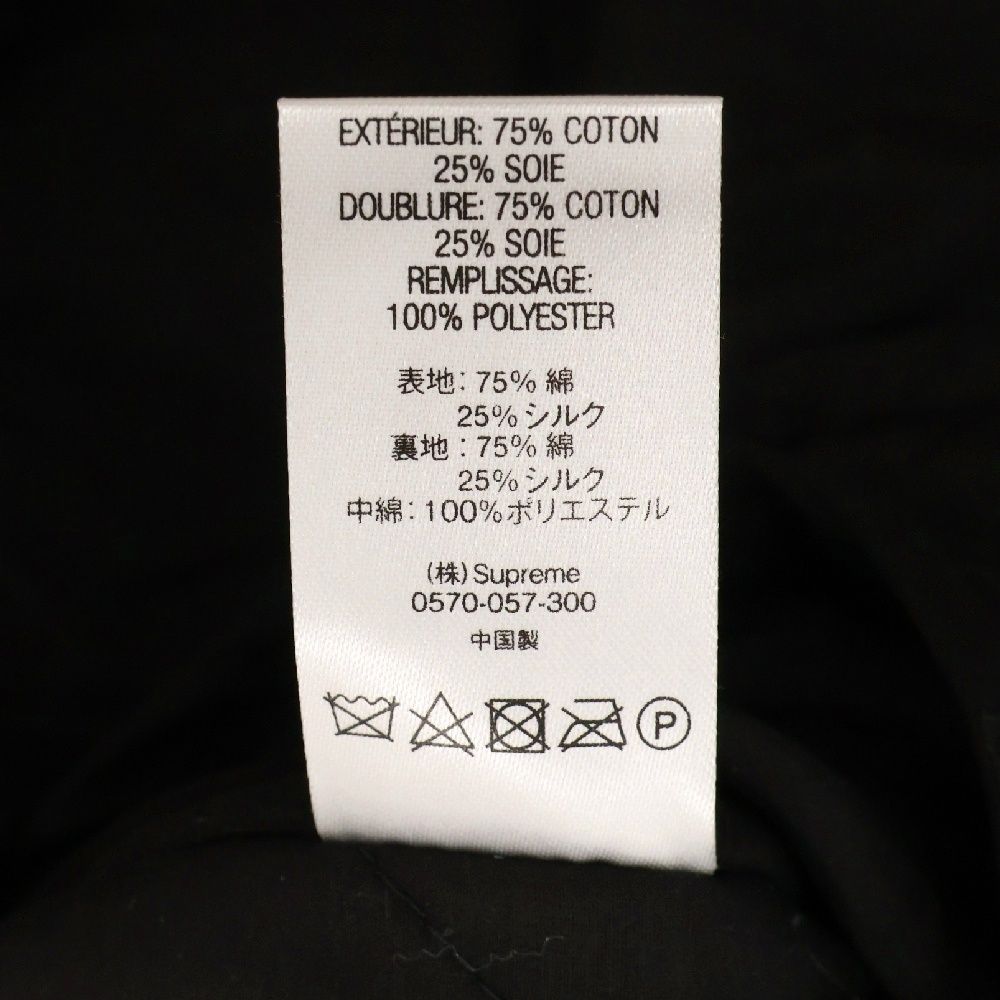 EXTÉRIEUR: 75% COTON
25% SOIE
DOUBLURE: 75% COTON
25% SOIE
REMPLISSAGE:
100% POLYESTER
表地: 75% 綿
25% シルク
裏地: 75% 綿
25% シルク
中綿: 100% ポリエステル
(株) Supreme
0570-057-300
中国製
P